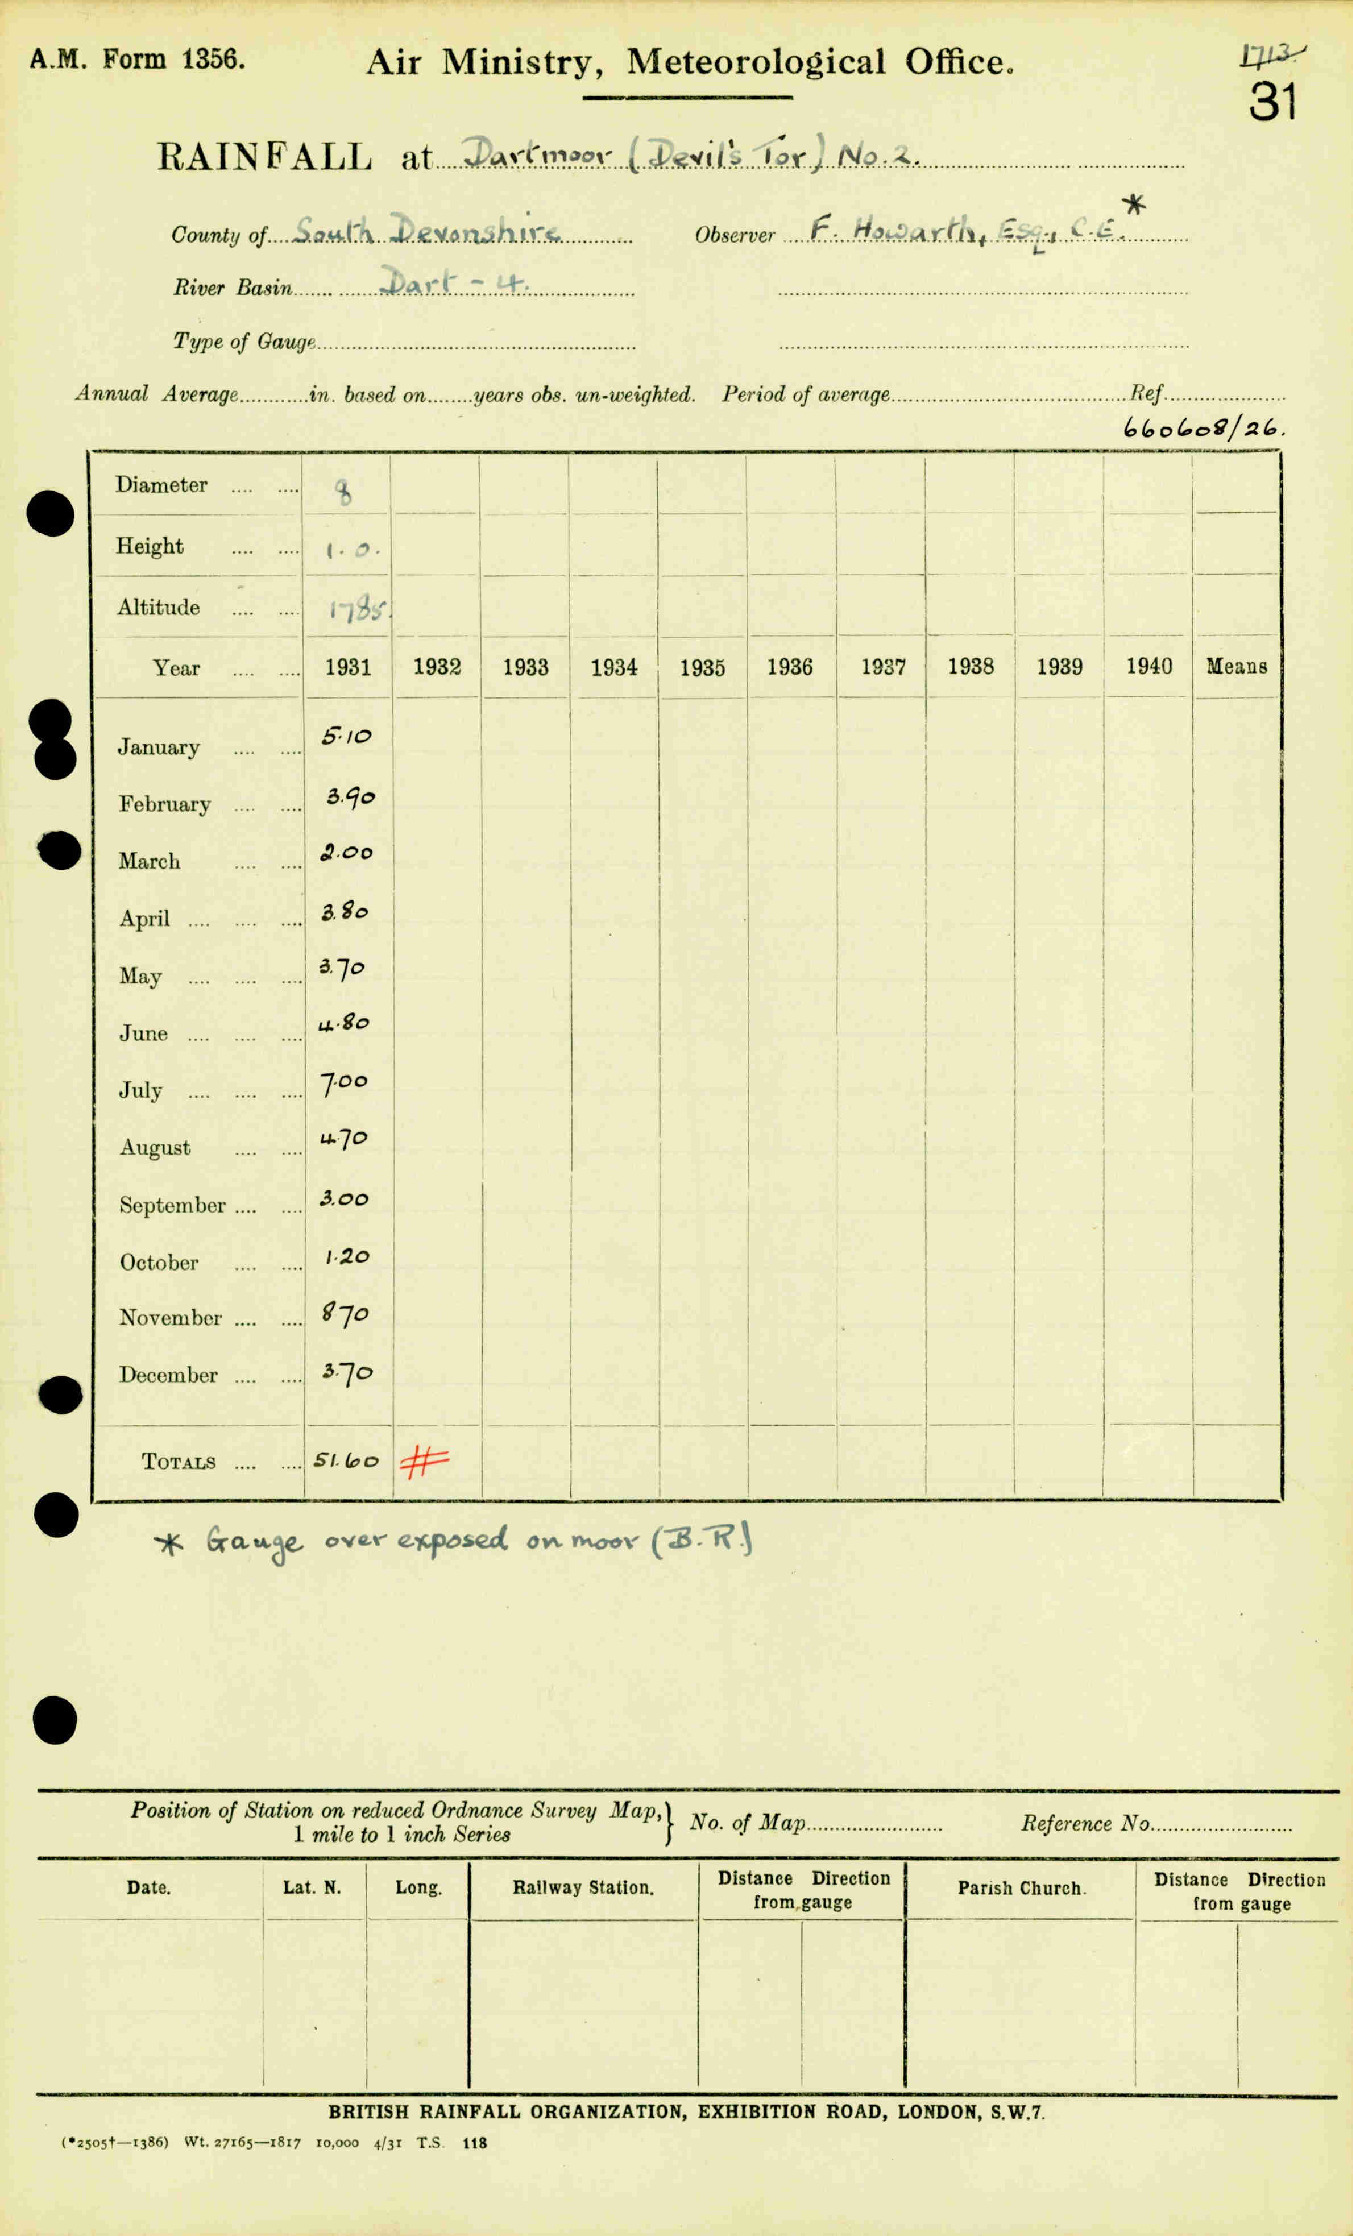 A.M. Form 1356.
Air Ministry, Meteorological Office.
1713
31
RAINFALL at Dartmoor (Devil's Tor) No. 2.
County of South Devonshire Observer F. Howarth, Esq., C.E. *
River Basin Dart - 4.
Type of Gauge
Annual Average in. based on years obs. un-weighted. Period of average Ref.
660608/26.
Diameter 8
Height 1.0.
Altitude 1785.
Year 1931 1932 1933 1934 1935 1936 1937 1938 1939 1940 Means
January 5.10
February 3.90
March 2.00
April 3.80
May 3.70
June 4.80
July 7.00
August 4.70
September 3.00
October 1.20
November 8 70
December 3.70
TOTALS 51.60 #
* Gauge over exposed on moor (B.R.)
Position of Station on reduced Ordnance Survey Map, } No. of Map Reference No.
1 mile to 1 inch Series
Date. Lat. N. Long. Railway Station. Distance Direction from gauge Parish Church. Distance Direction from gauge
BRITISH RAINFALL ORGANIZATION, EXHIBITION ROAD, LONDON, S.W.7.
(*2505†—1386) Wt. 27165—1817 10,000 4/31 T.S. 118